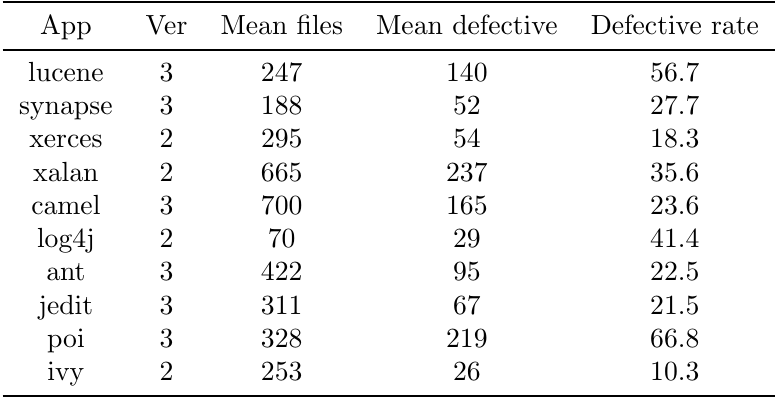 App Ver Mean files Mean defective Defective rate
lucene 3 247 140 56.7
synapse 3 188 52 27.7
xerces 2 295 54 18.3
xalan 2 665 237 35.6
camel 3 700 165 23.6
log4j 2 70 29 41.4
ant 3 422 95 22.5
jedit 3 311 67 21.5
poi 3 328 219 66.8
ivy 2 253 26 10.3